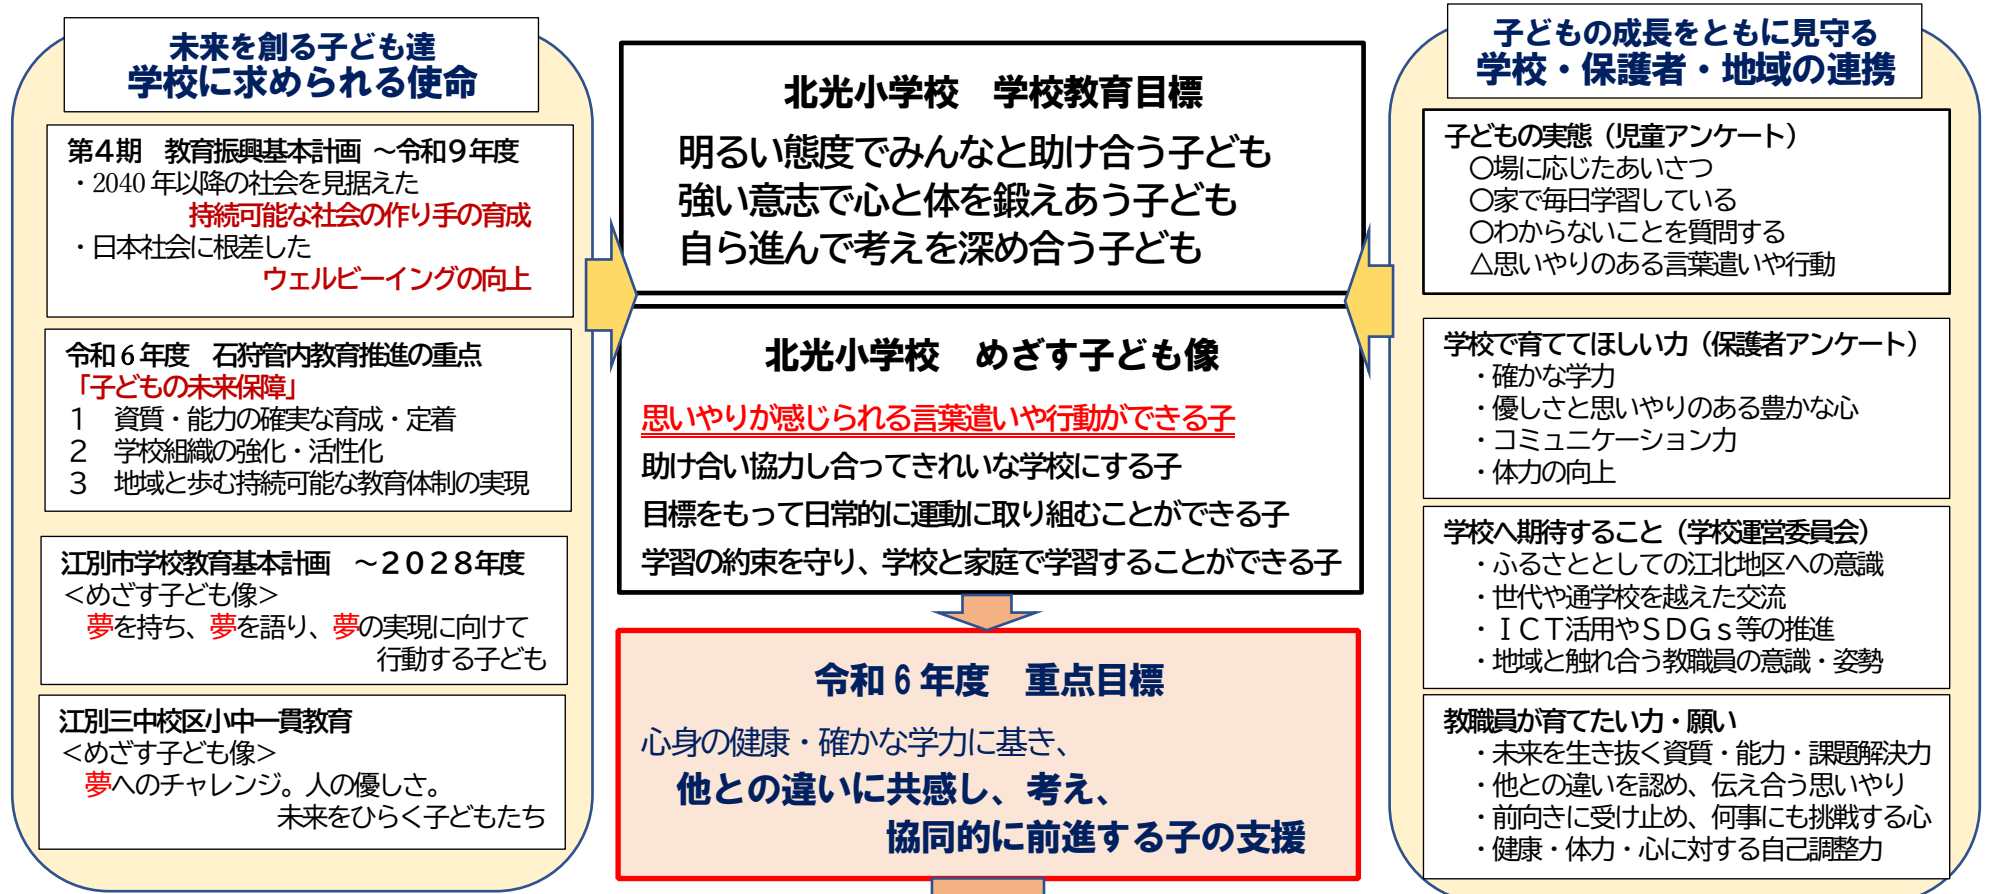 未来を創る子ども達
学校に求められる使命
第4期　教育振興基本計画 ～令和9年度
・2040年以降の社会を見据えた
持続可能な社会の作り手の育成
・日本社会に根差した
ウェルビーイングの向上
令和6年度　石狩管内教育推進の重点
「子どもの未来保障」
1　資質・能力の確実な育成・定着
2　学校組織の強化・活性化
3　地域と歩む持続可能な教育体制の実現
江別市学校教育基本計画　～2028年度
＜めざす子ども像＞
夢を持ち、夢を語り、夢の実現に向けて
行動する子ども
江別三中校区小中一貫教育
＜めざす子ども像＞
夢へのチャレンジ。人の優しさ。
未来をひらく子どもたち
北光小学校　学校教育目標
明るい態度でみんなと助け合う子ども
強い意志で心と体を鍛えあう子ども
自ら進んで考えを深め合う子ども
北光小学校　めざす子ども像
思いやりが感じられる言葉遣いや行動ができる子
助け合い協力し合ってきれいな学校にする子
目標をもって日常的に運動に取り組むことができる子
学習の約束を守り、学校と家庭で学習することができる子
令和6年度　重点目標
心身の健康・確かな学力に基き、
他との違いに共感し、考え、
協同的に前進する子の支援
子どもの成長をともに見守る
学校・保護者・地域の連携
子どもの実態（児童アンケート）
○場に応じたあいさつ
○家で毎日学習している
○わからないことを質問する
△思いやりのある言葉遣いや行動
学校で育ててほしい力（保護者アンケート）
・確かな学力
・優しさと思いやりのある豊かな心
・コミュニケーション力
・体力の向上
学校へ期待すること（学校運営委員会）
・ふるさととしての江北地区への意識
・世代や通学校を越えた交流
・ＩＣＴ活用やＳＤＧｓ等の推進
・地域と触れ合う教職員の意識・姿勢
教職員が育てたい力・願い
・未来を生き抜く資質・能力・課題解決力
・他との違いを認め、伝え合う思いやり
・前向きに受け止め、何事にも挑戦する心
・健康・体力・心に対する自己調整力